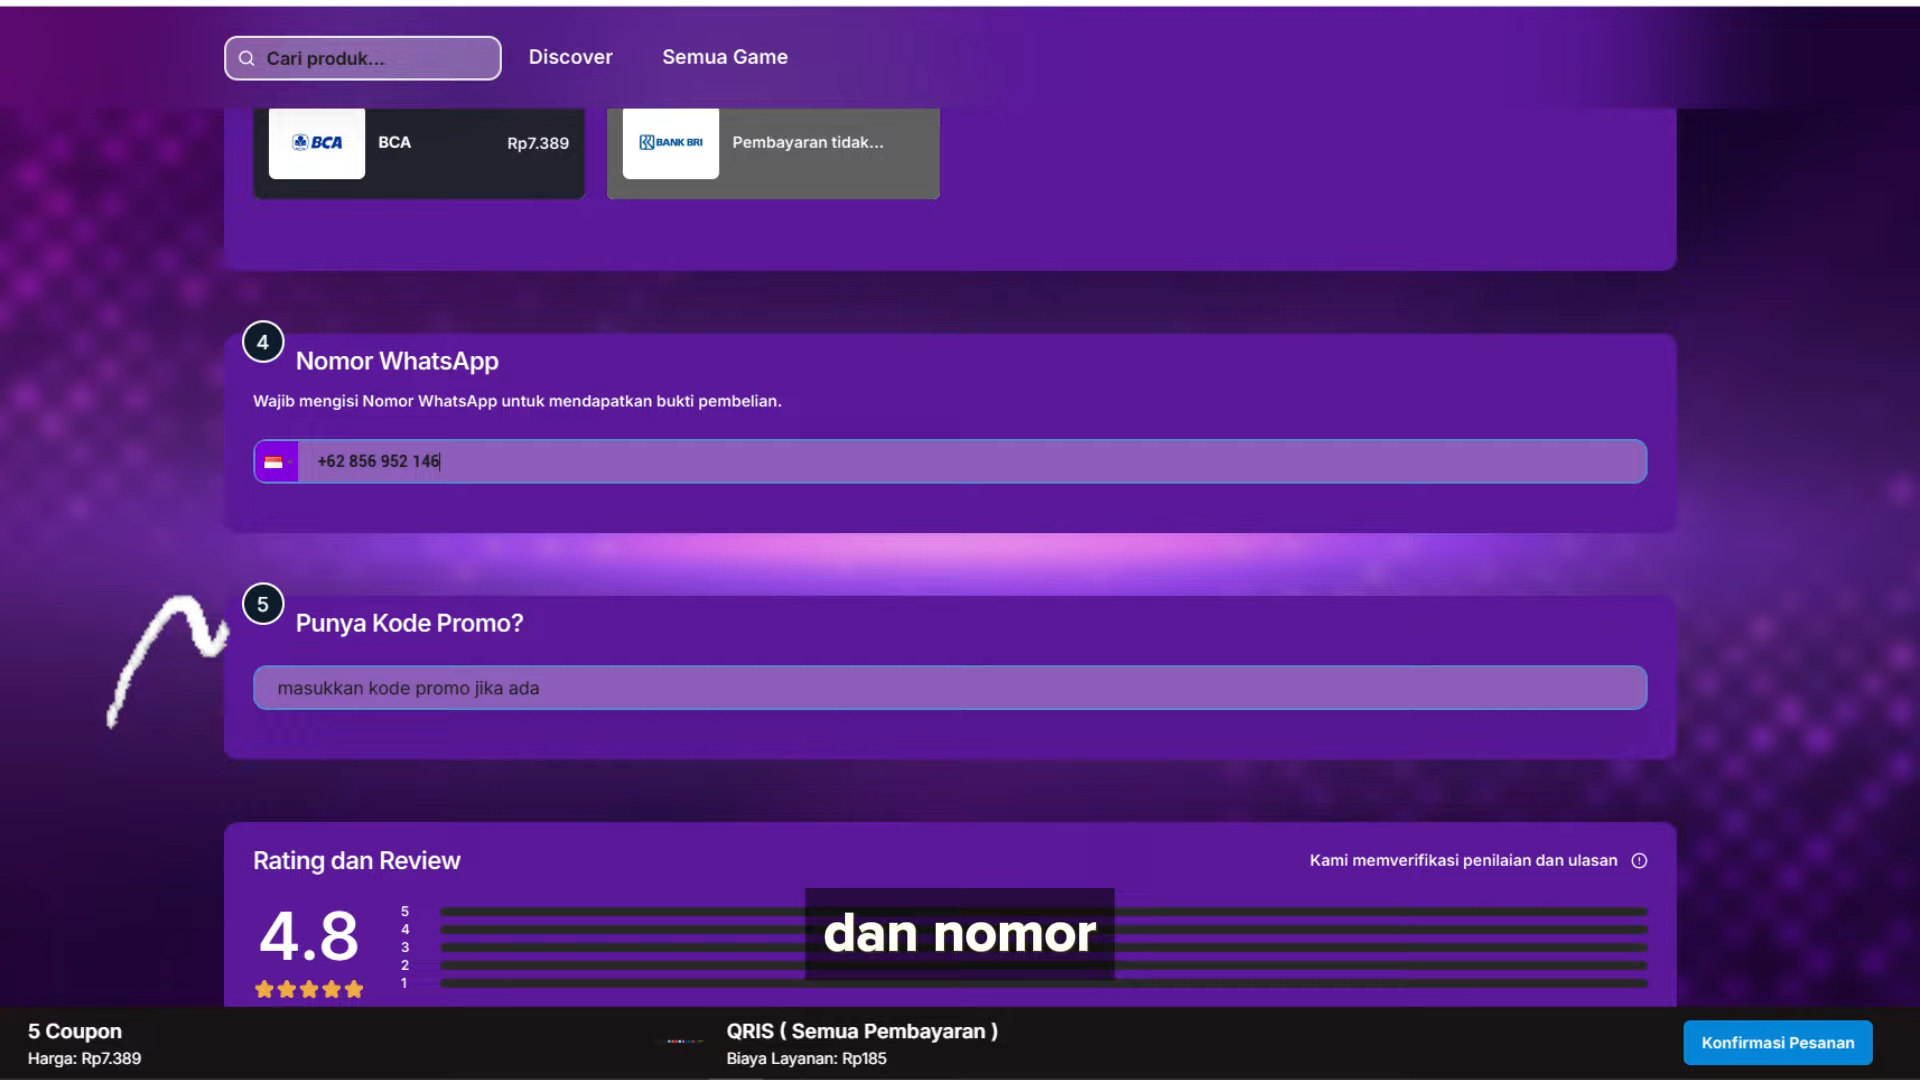 Cari produk...
Discover
Semua Game
BCA
BCA
Rp7.389
BANK BRI
Pembayaran tidak...
4
Nomor WhatsApp
Wajib mengisi Nomor WhatsApp untuk mendapatkan bukti pembelian.
+62 856 952 146
5
Punya Kode Promo?
masukkan kode promo jika ada
Rating dan Review
Kami memverifikasi penilaian dan ulasan
4.8
5
4
3
2
1
dan nomor
5 Coupon
Harga: Rp7.389
QRIS ( Semua Pembayaran )
Biaya Layanan: Rp185
Konfirmasi Pesanan